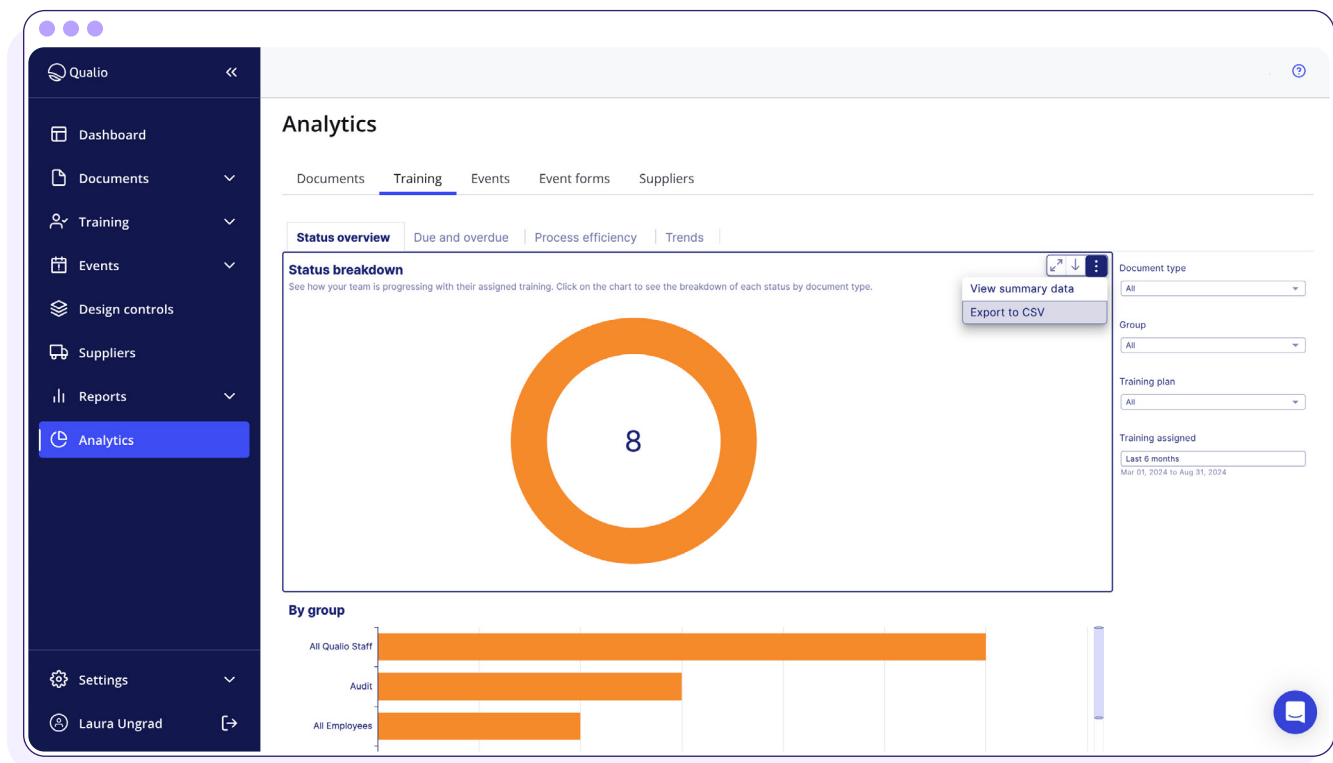 Qualio
Dashboard
Documents
Training
Events
Design controls
Suppliers
Reports
Analytics
Settings
Laura Ungrad
Analytics
Documents Training Events Event forms Suppliers
Status overview Due and overdue Process efficiency Trends
Status breakdown
See how your team is progressing with their assigned training. Click on the chart to see the breakdown of each status by document type.
View summary data
Export to CSV
8
Document type
All
Group
All
Training plan
All
Training assigned
Last 6 months
Mar 01, 2024 to Aug 31, 2024
By group
All Qualio Staff
Audit
All Employees